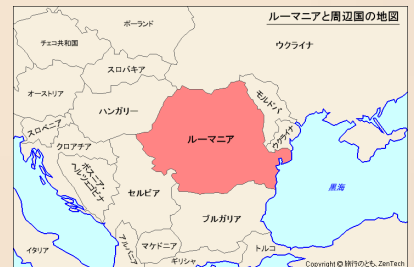 ルーマニアと周辺国の地図
ポーランド
チェコ共和国
ウクライナ
スロバキア
オーストリア
モルドバ
ハンガリー
スロベニア
ルーマニア
ウクライナ
クロアチア
ボスニア・
ヘルツェゴビナ
セルビア
黒海
ブルガリア
イタリア
アルバニア
マケドニア
トルコ
ギリシャ
Copyright © 旅行のとも、ZenTech